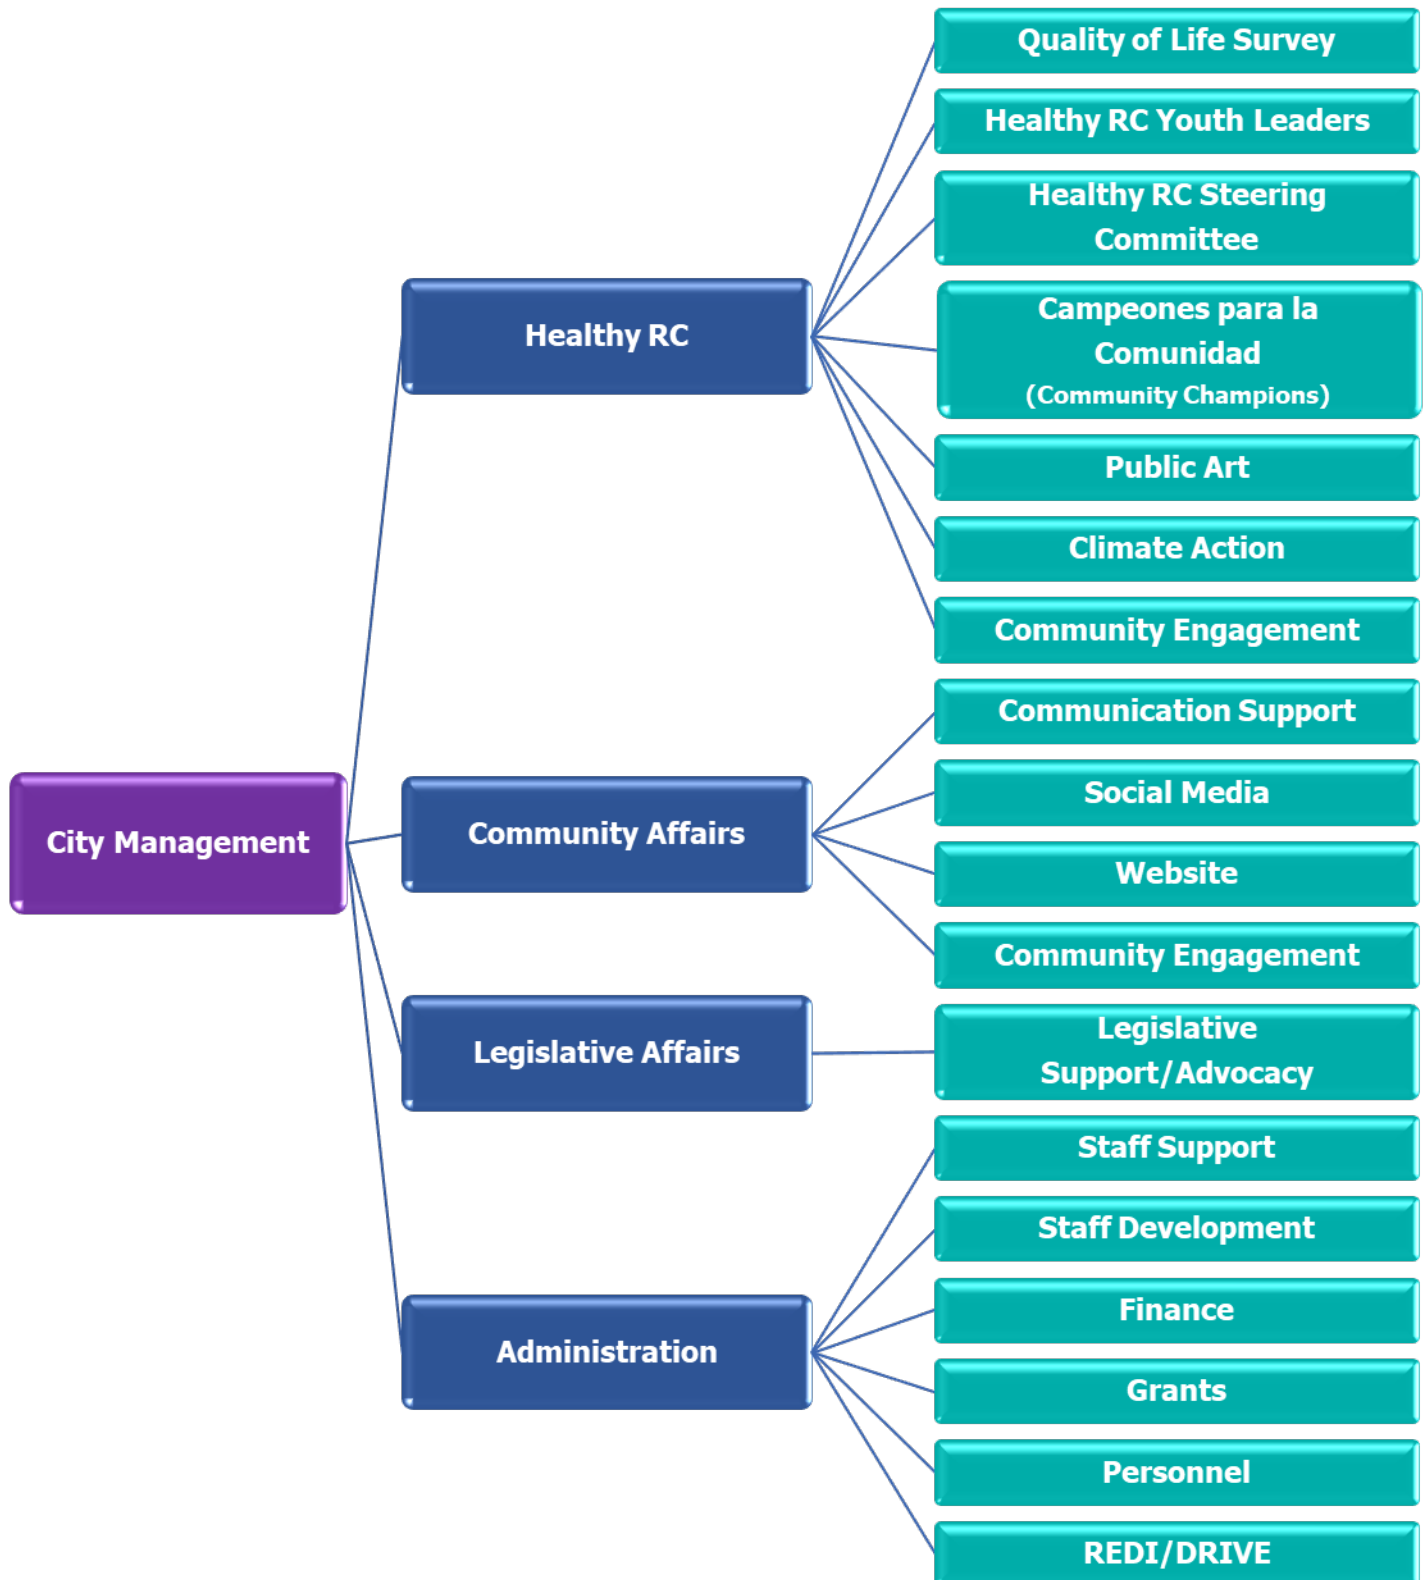 Quality of Life Survey
Healthy RC Youth Leaders
Healthy RC Steering
Committee
Healthy RC
Campeones para la
Comunidad
(Community Champions)
Public Art
Climate Action
Community Engagement
Communication Support
Social Media
City Management
Community Affairs
Website
Community Engagement
Legislative Affairs
Legislative
Support/Advocacy
Staff Support
Staff Development
Finance
Administration
Grants
Personnel
REDI/DRIVE